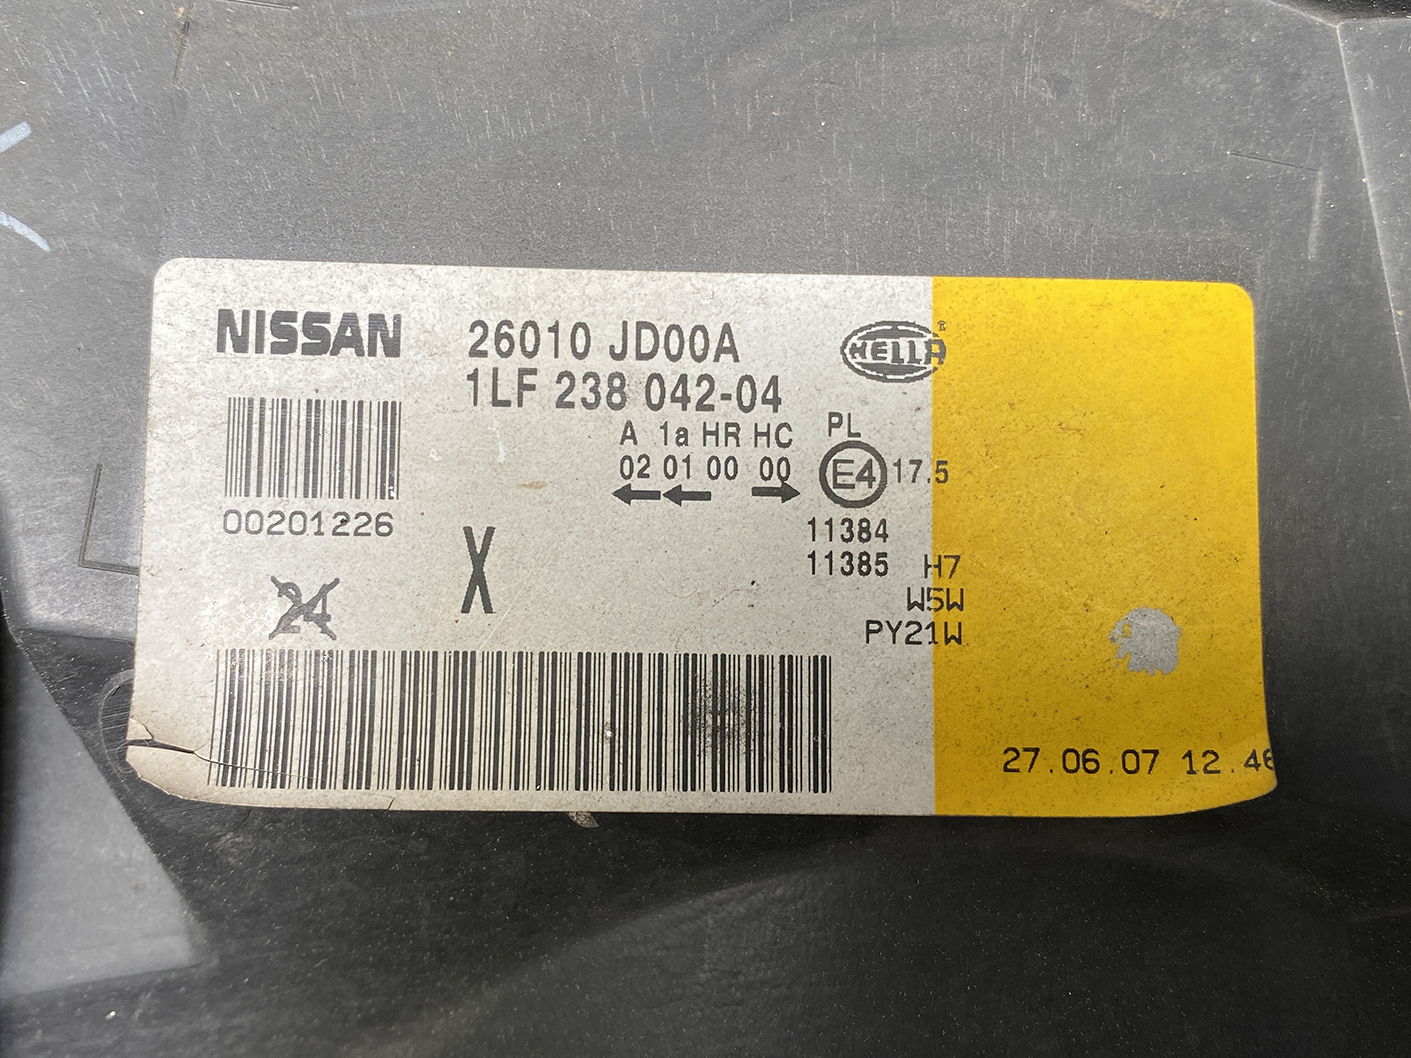 NISSAN
26010 JD00A
HELLA®
1LF 238 042-04
A 1a HR HC PL
02 01 00 00 E4 17.5
00201226
11384
11385 H7
W5W
PY21W
24
X
27.06.07 12.46